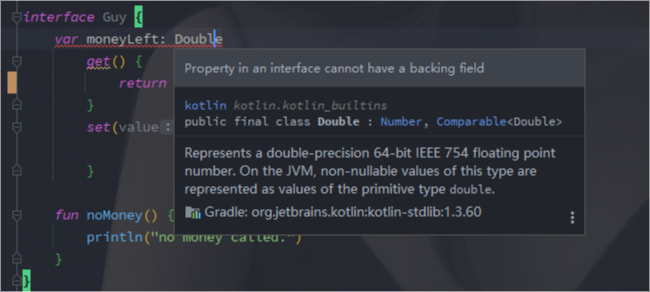 interface Guy {
var moneyLeft: Double
get() {
Property in an interface cannot have a backing field
return
}
kotlin kotlin.kotlin_builtins
public final class Double : Number, Comparable<Double>
set(value:
Represents a double-precision 64-bit IEEE 754 floating point
number. On the JVM, non-nullable values of this type are
represented as values of the primitive type double.
}
Gradle: org.jetbrains.kotlin:kotlin-stdlib:1.3.60
fun noMoney() {
println("no money called.")
}
}